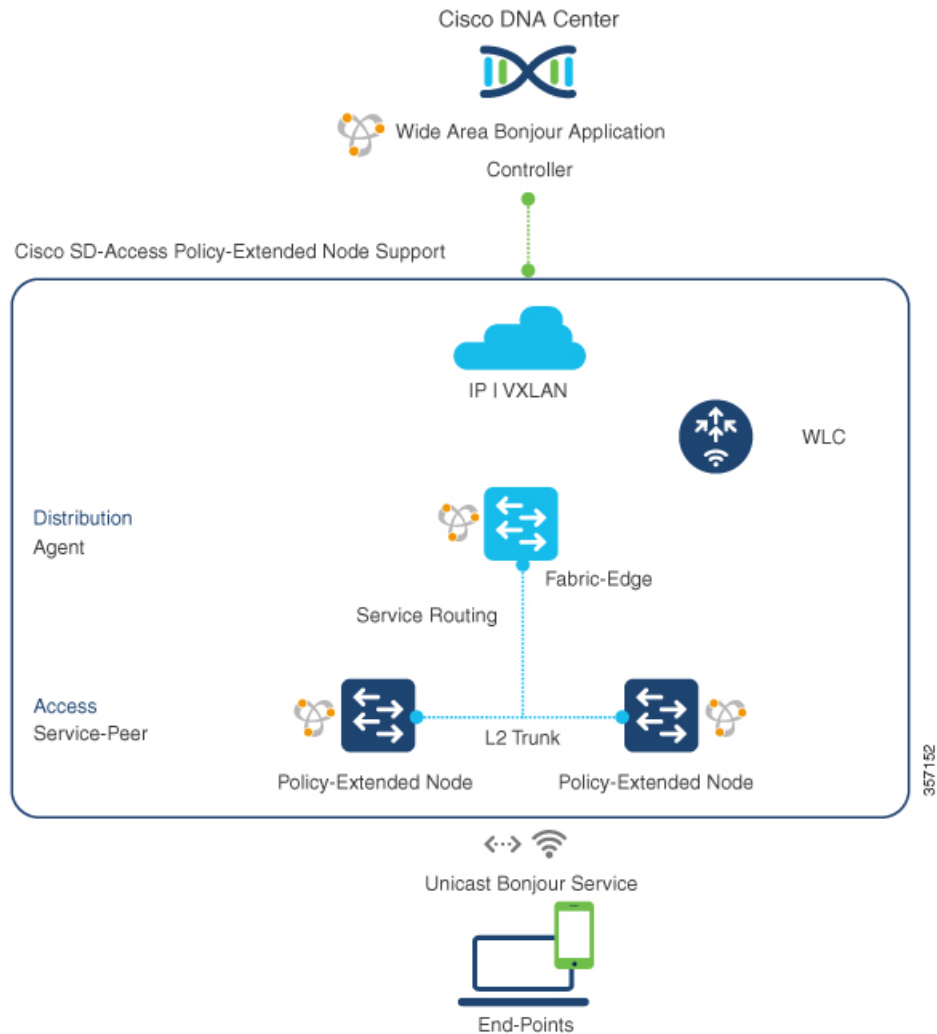 Cisco DNA Center
Wide Area Bonjour Application
Controller
Cisco SD-Access Policy-Extended Node Support
IP | VXLAN
WLC
Distribution
Agent
Fabric-Edge
Service Routing
Access
Service-Peer
L2 Trunk
Policy-Extended Node
Policy-Extended Node
357152
Unicast Bonjour Service
End-Points